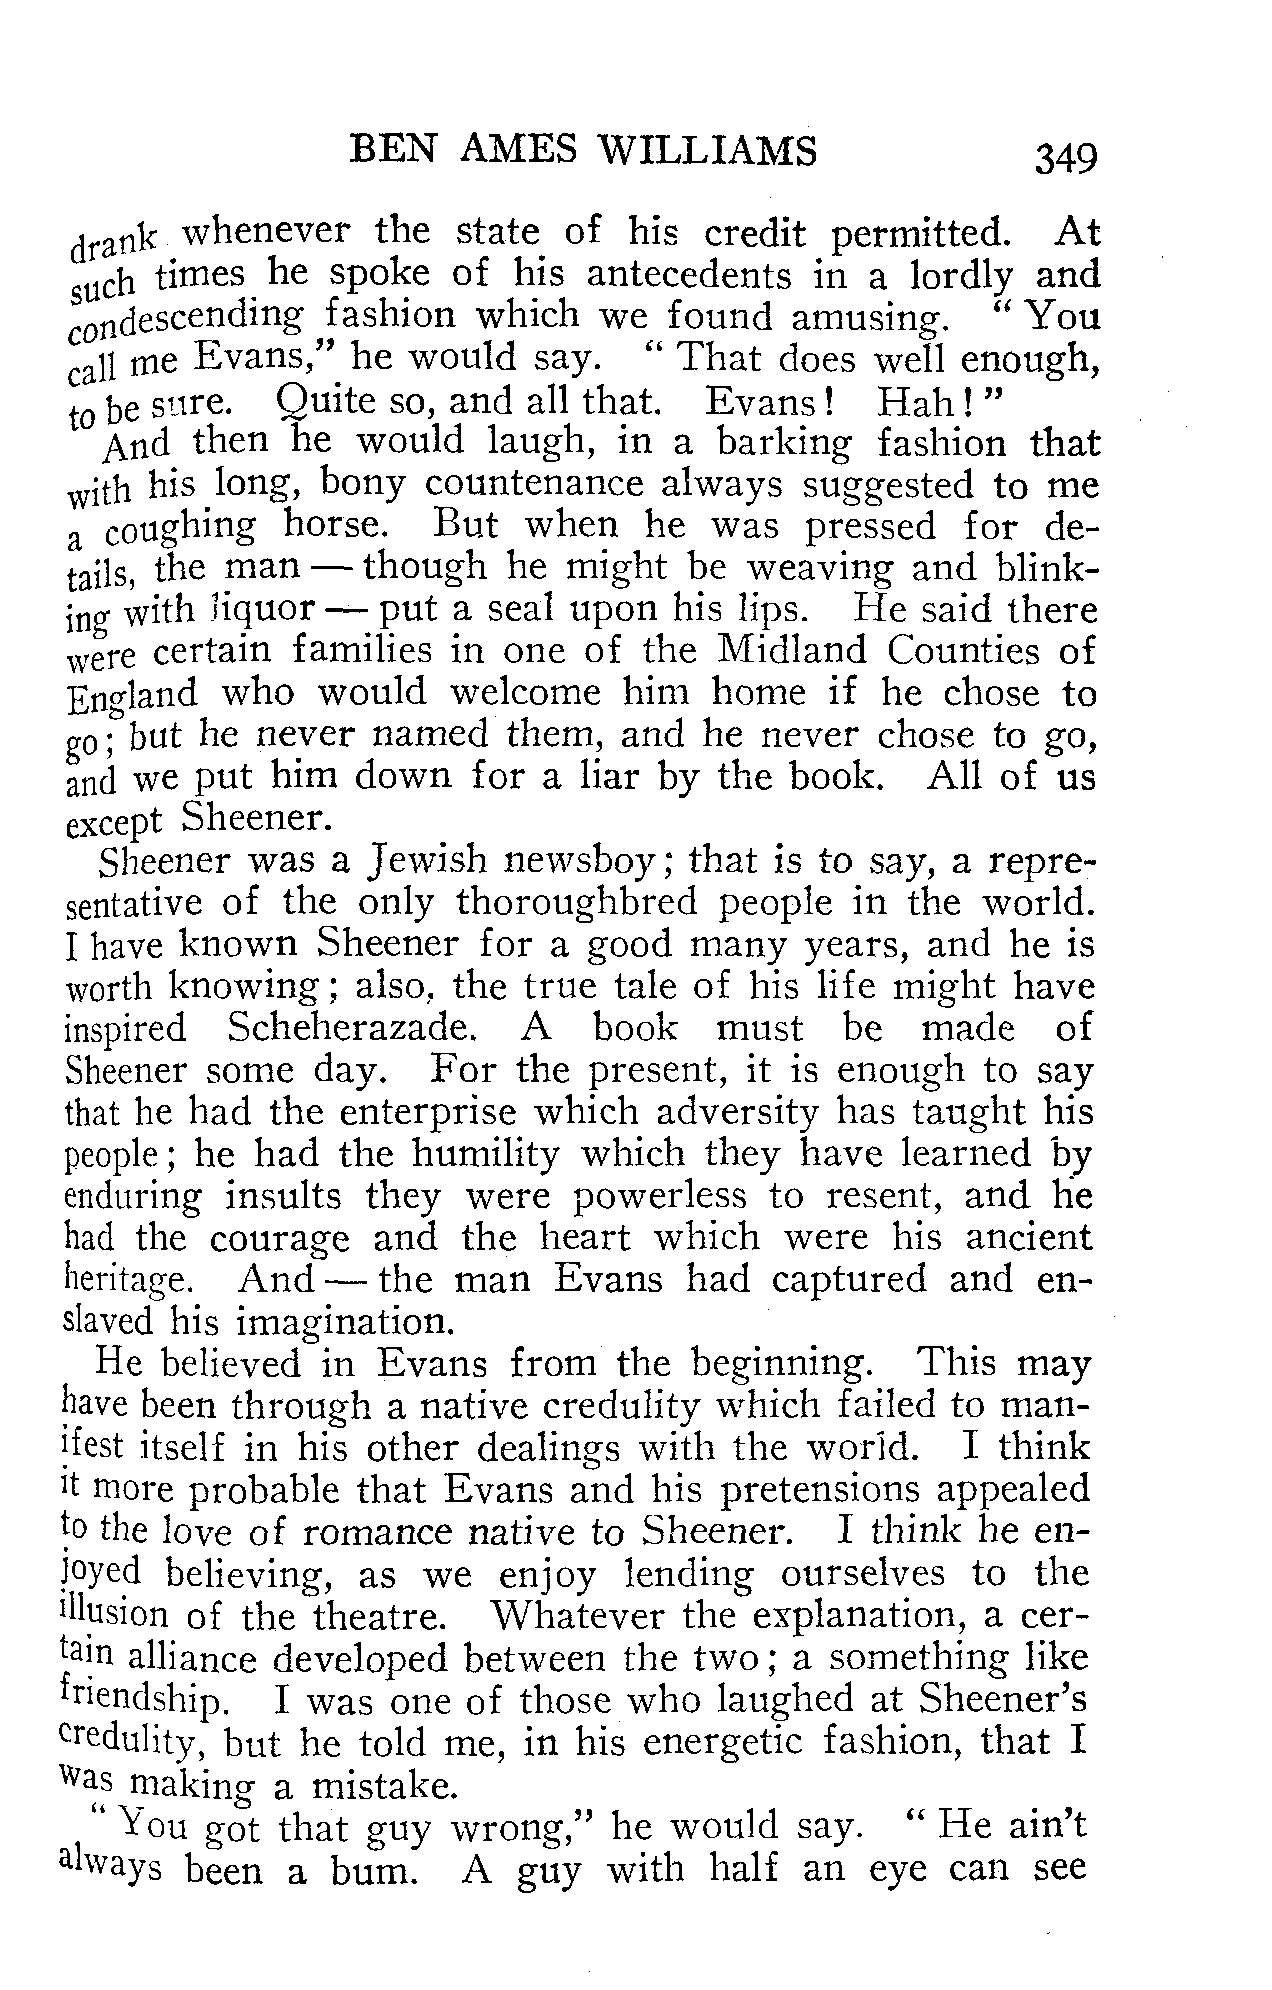 BEN AMES WILLIAMS 349
drank whenever the state of his credit permitted. At
such times he spoke of his antecedents in a lordly and
condescending fashion which we found amusing. “ You
call me Evans,” he would say. “ That does well enough,
to be sure. Quite so, and all that. Evans ! Hah ! ”
And then he would laugh, in a barking fashion that
with his long, bony countenance always suggested to me
a coughing horse. But when he was pressed for de-
tails, the man — though he might be weaving and blink-
ing with liquor — put a seal upon his lips. He said there
were certain families in one of the Midland Counties of
England who would welcome him home if he chose to
go ; but he never named them, and he never chose to go,
and we put him down for a liar by the book. All of us
except Sheener.
Sheener was a Jewish newsboy ; that is to say, a repre-
sentative of the only thoroughbred people in the world.
I have known Sheener for a good many years, and he is
worth knowing ; also, the true tale of his life might have
inspired Scheherazade. A book must be made of
Sheener some day. For the present, it is enough to say
that he had the enterprise which adversity has taught his
people ; he had the humility which they have learned by
enduring insults they were powerless to resent, and he
had the courage and the heart which were his ancient
heritage. And — the man Evans had captured and en-
slaved his imagination.
He believed in Evans from the beginning. This may
have been through a native credulity which failed to man-
ifest itself in his other dealings with the world. I think
it more probable that Evans and his pretensions appealed
to the love of romance native to Sheener. I think he en-
joyed believing, as we enjoy lending ourselves to the
illusion of the theatre. Whatever the explanation, a cer-
tain alliance developed between the two ; a something like
friendship. I was one of those who laughed at Sheener’s
credulity, but he told me, in his energetic fashion, that I
was making a mistake.
“ You got that guy wrong,” he would say. “ He ain’t
always been a bum. A guy with half an eye can see